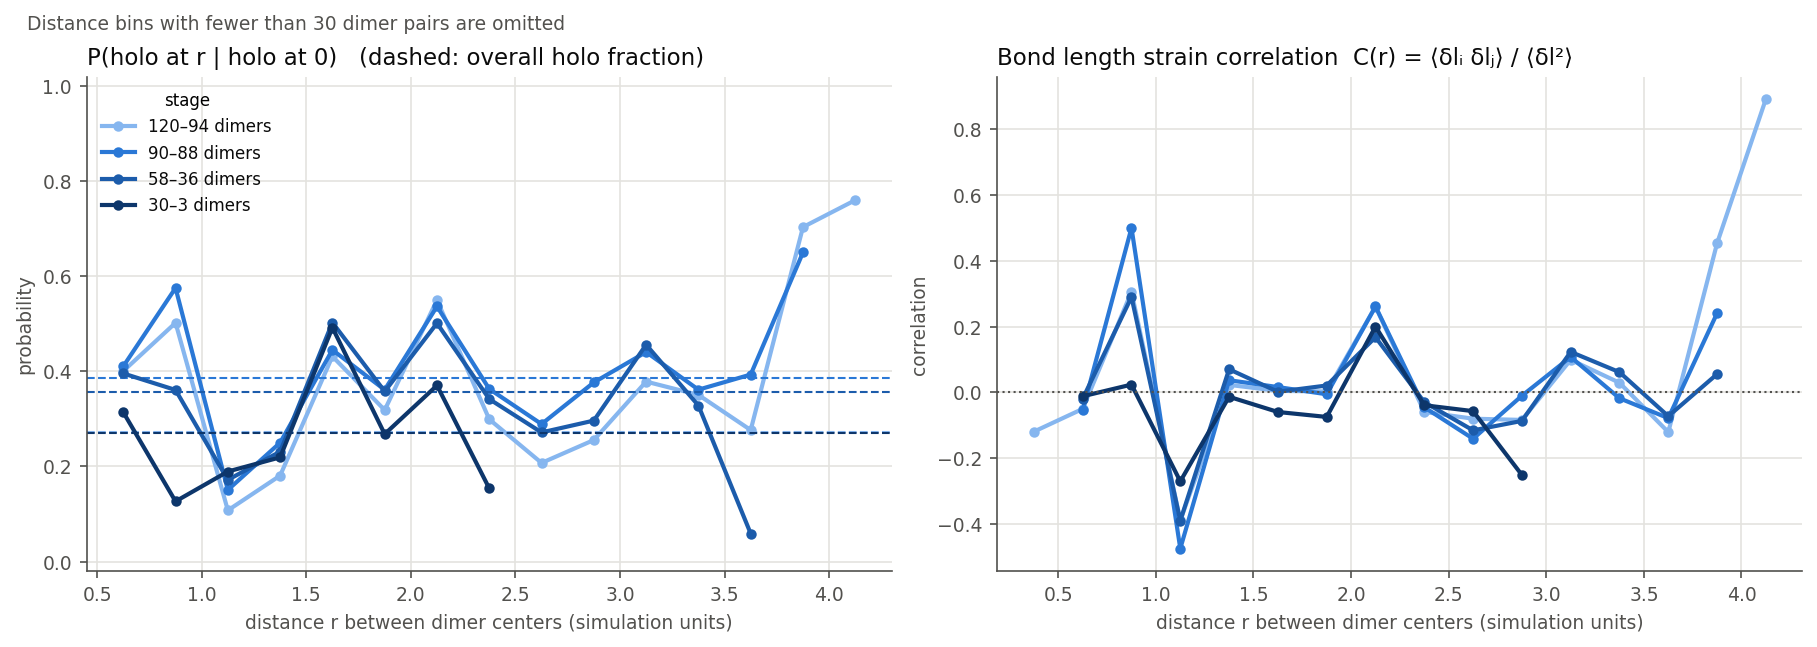 Distance bins with fewer than 30 dimer pairs are omitted
P(holo at r | holo at 0)   (dashed: overall holo fraction)
stage
120–94 dimers
90–88 dimers
58–36 dimers
30–3 dimers
probability
1.0
0.8
0.6
0.4
0.2
0.0
0.5 1.0 1.5 2.0 2.5 3.0 3.5 4.0
distance r between dimer centers (simulation units)
Bond length strain correlation  C(r) = ⟨δlᵢ δlⱼ⟩ / ⟨δl²⟩
correlation
0.8
0.6
0.4
0.2
0.0
−0.2
−0.4
0.5 1.0 1.5 2.0 2.5 3.0 3.5 4.0
distance r between dimer centers (simulation units)